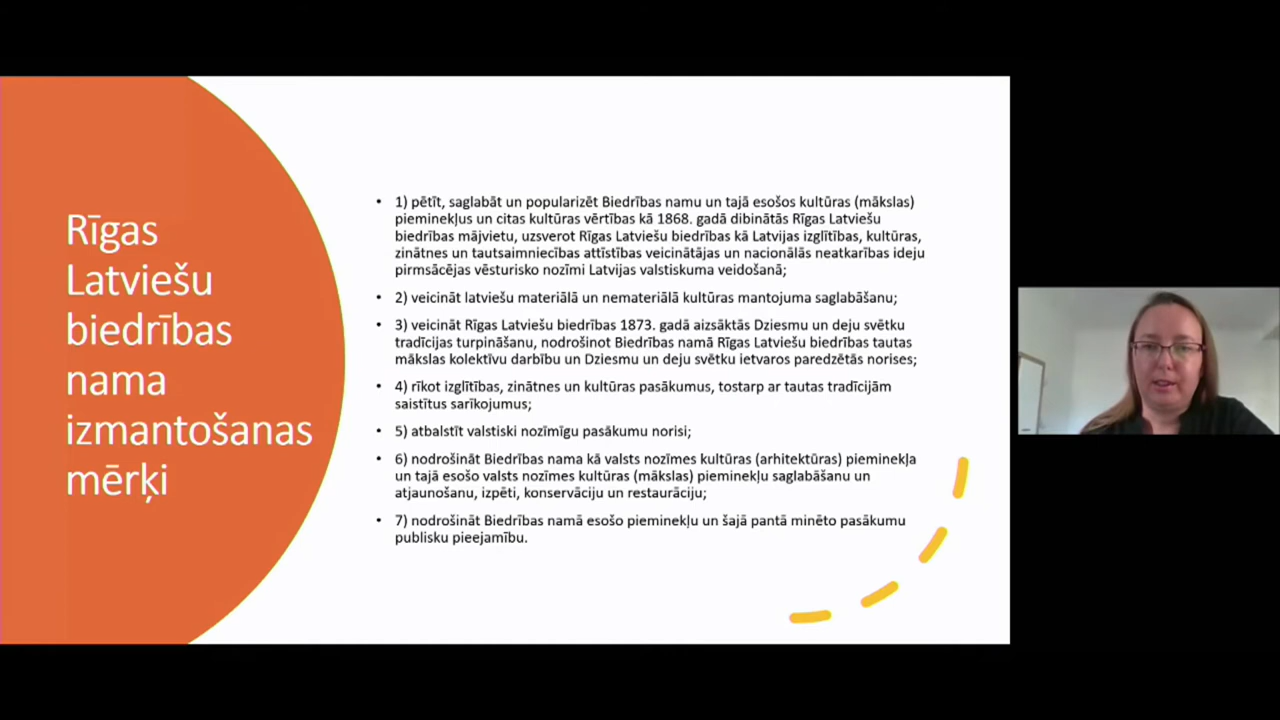 Rīgas
Latviešu
biedrības
nama
izmantošanas
mērķi
• 1) pētīt, saglabāt un popularizēt Biedrības namu un tajā esošos kultūras (mākslas)
pieminekļus un citas kultūras vērtības kā 1868. gadā dibinātās Rīgas Latviešu
biedrības mājvietu, uzsverot Rīgas Latviešu biedrības kā Latvijas izglītības, kultūras,
zinātnes un tautsaimniecības attīstības veicinātājas un nacionālās neatkarības ideju
pirmsācējas vēsturisko nozīmi Latvijas valstiskuma veidošanā;
• 2) veicināt latviešu materiālā un nemateriālā kultūras mantojuma saglabāšanu;
• 3) veicināt Rīgas Latviešu biedrības 1873. gadā aizsāktās Dziesmu un deju svētku
tradīcijas turpināšanu, nodrošinot Biedrības namā Rīgas Latviešu biedrības tautas
mākslas kolektīvu darbību un Dziesmu un deju svētku ietvaros paredzētās norises;
• 4) rīkot izglītības, zinātnes un kultūras pasākumus, tostarp ar tautas tradīcijām
saistītus sarīkojumus;
• 5) atbalstīt valstiski nozīmīgu pasākumu norisi;
• 6) nodrošināt Biedrības nama kā valsts nozīmes kultūras (arhitektūras) pieminekļa
un tajā esošo valsts nozīmes kultūras (mākslas) pieminekļu saglabāšanu un
atjaunošanu, izpēti, konservāciju un restaurāciju;
• 7) nodrošināt Biedrības namā esošo pieminekļu un šajā pantā minēto pasākumu
publisku pieejamību.